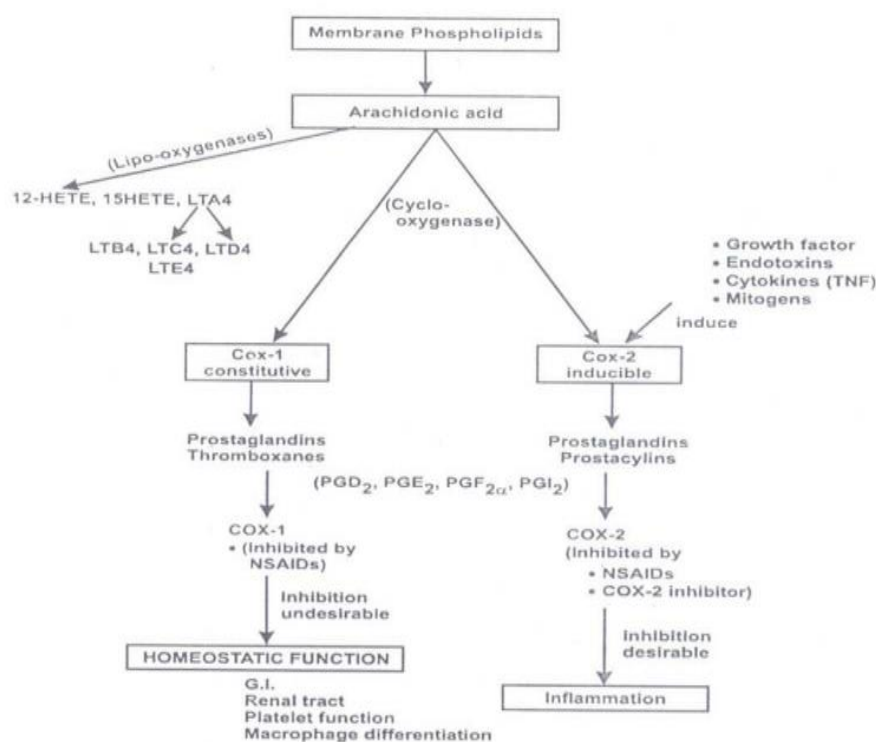 Membrane Phospholipids
Arachidonic acid
(Lipo-oxygenases)
12-HETE, 15HETE, LTA4
(Cyclo-
oxygenase)
LTB4, LTC4, LTD4
LTE4
• Growth factor
• Endotoxins
• Cytokines (TNF)
• Mitogens
induce
Cox-1
constitutive
Cox-2
inducible
Prostaglandins
Thromboxanes
Prostaglandins
Prostacylins
(PGD₂, PGE₂, PGF₂α, PGI₂)
COX-1
• (Inhibited by
NSAIDs)
COX-2
(Inhibited by
• NSAIDs
• COX-2 inhibitor)
Inhibition
undesirable
Inhibition
desirable
HOMEOSTATIC FUNCTION
G.I.
Renal tract
Platelet function
Macrophage differentiation
Inflammation